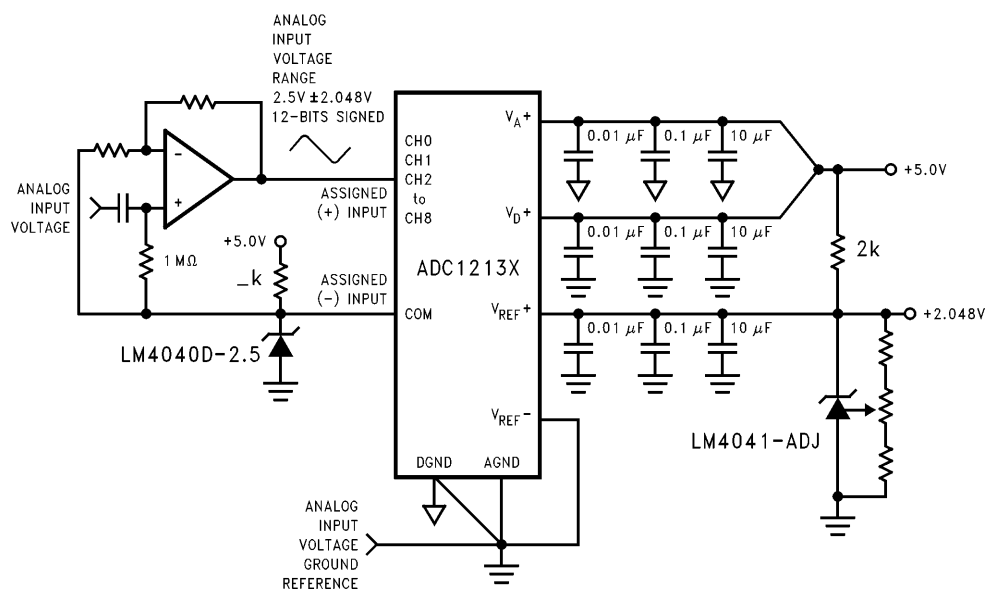 ANALOG
INPUT
VOLTAGE
RANGE
2.5V ±2.048V
12-BITS SIGNED
ANALOG
INPUT
VOLTAGE
-
+
1 MΩ
+5.0V
_k
LM4040D-2.5
ASSIGNED
(+) INPUT
ASSIGNED
(-) INPUT
CH0
CH1
CH2
to
CH8
COM
ADC1213X
VA+
VD+
VREF+
VREF-
DGND
AGND
0.01 μF
0.1 μF
10 μF
0.01 μF
0.1 μF
10 μF
0.01 μF
0.1 μF
10 μF
+5.0V
2k
+2.048V
LM4041-ADJ
ANALOG
INPUT
VOLTAGE
GROUND
REFERENCE